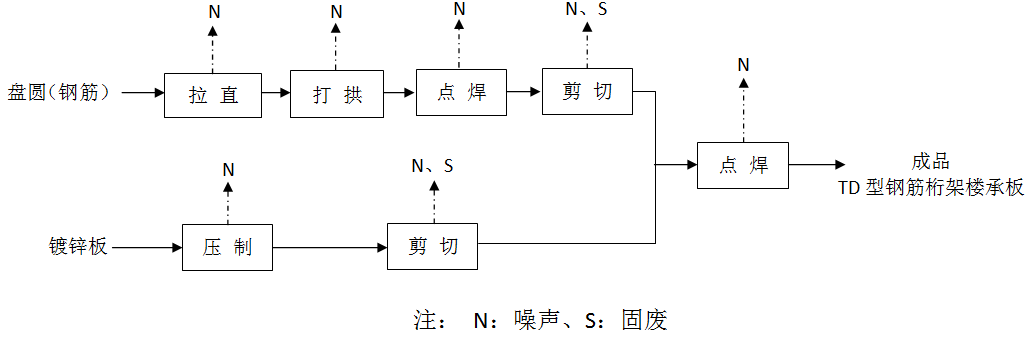 N
N
N
N、S
盘圆（钢筋）
拉 直
打 拱
点 焊
剪 切
N
点 焊
成品
TD 型钢筋桁架楼承板
N
N、S
镀锌板
压 制
剪 切
注： N：噪声、S：固废